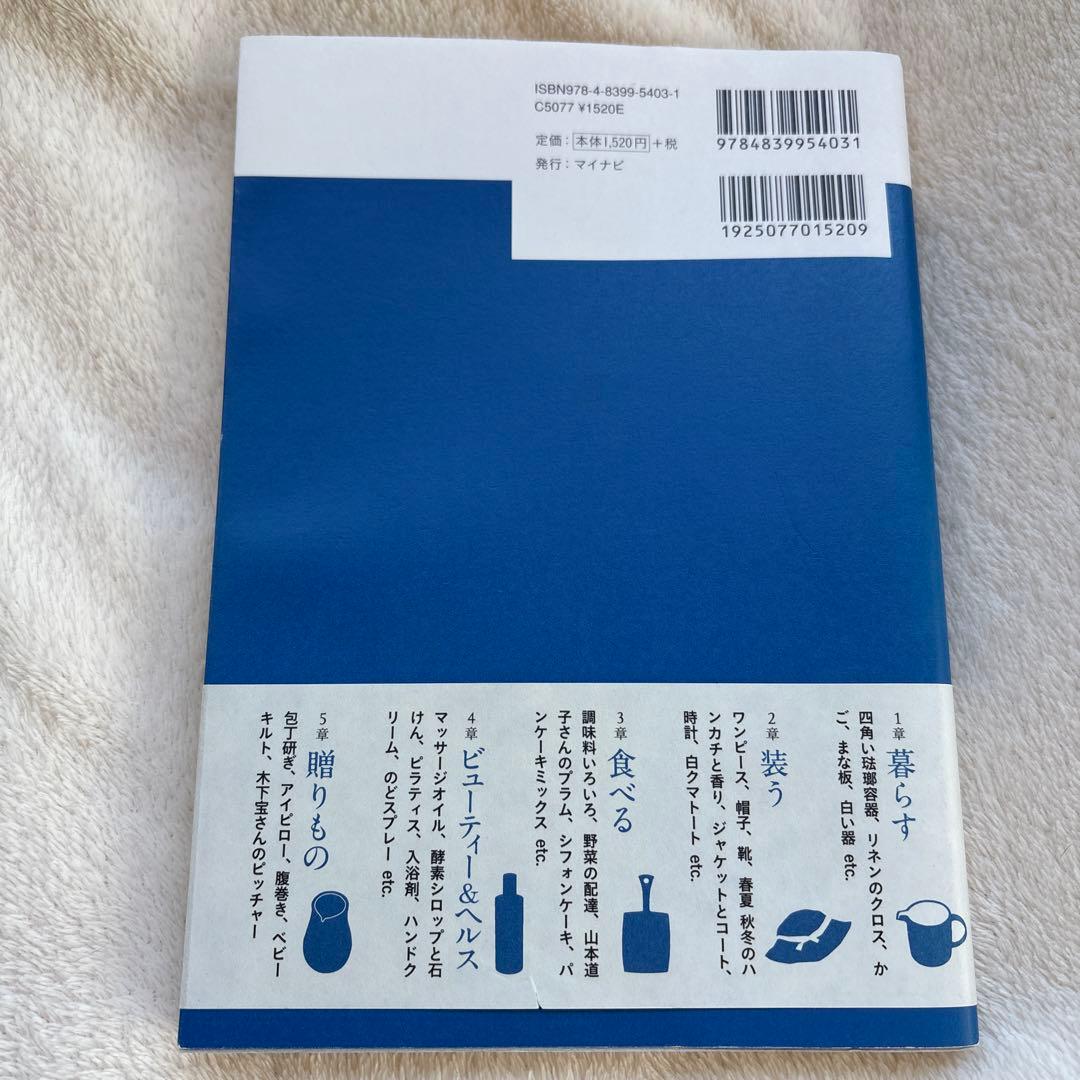 ISBN978-4-8399-5403-1
C5077 ¥1520E
定価：本体1,520円+税
発行：マイナビ
9784839954031
1925077015209
1章 暮らす
四角い琺瑯容器、リネンのクロス、か
ご、まな板、白い器 etc.
2章 装う
ワンピース、帽子、靴、春夏 秋冬のハ
ンカチと香り、ジャケットとコート、
時計、白クマトート etc.
3章 食べる
調味料いろいろ、野菜の配達、山本道
子さんのプラム、シフォンケーキ、パ
ンケーキミックス etc.
4章 ビューティー&ヘルス
マッサージオイル、酵素シロップと石
けん、ピラティス、入浴剤、ハンドク
リーム、のどスプレー etc.
5章 贈りもの
包丁研ぎ、アイピロー、腹巻き、ベビー
キルト、木下宝さんのピッチャー